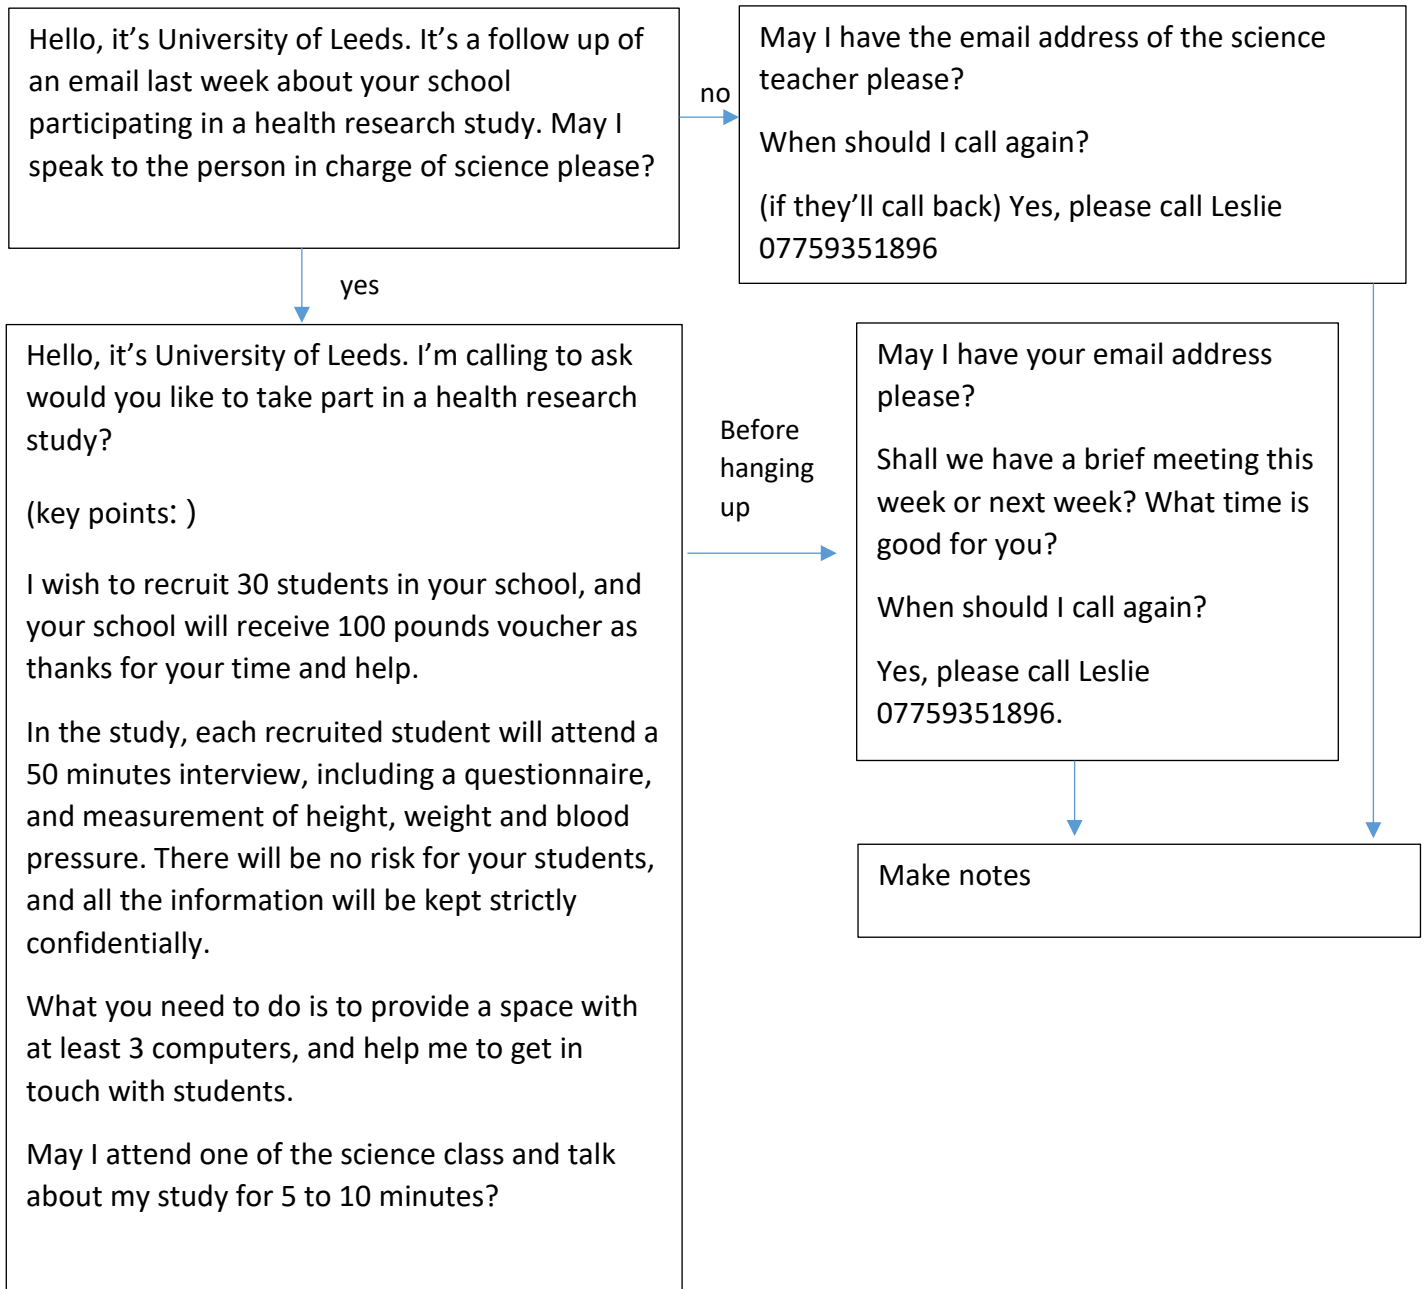 Hello, it’s University of Leeds. It’s a follow up of
an email last week about your school
participating in a health research study. May I
speak to the person in charge of science please?
no
May I have the email address of the science
teacher please?
When should I call again?
(if they’ll call back) Yes, please call Leslie
07759351896
yes
Hello, it’s University of Leeds. I’m calling to ask
would you like to take part in a health research
study?
(key points: )
I wish to recruit 30 students in your school, and
your school will receive 100 pounds voucher as
thanks for your time and help.
In the study, each recruited student will attend a
50 minutes interview, including a questionnaire,
and measurement of height, weight and blood
pressure. There will be no risk for your students,
and all the information will be kept strictly
confidentially.
What you need to do is to provide a space with
at least 3 computers, and help me to get in
touch with students.
May I attend one of the science class and talk
about my study for 5 to 10 minutes?
Before
hanging
up
May I have your email address
please?
Shall we have a brief meeting this
week or next week? What time is
good for you?
When should I call again?
Yes, please call Leslie
07759351896.
Make notes